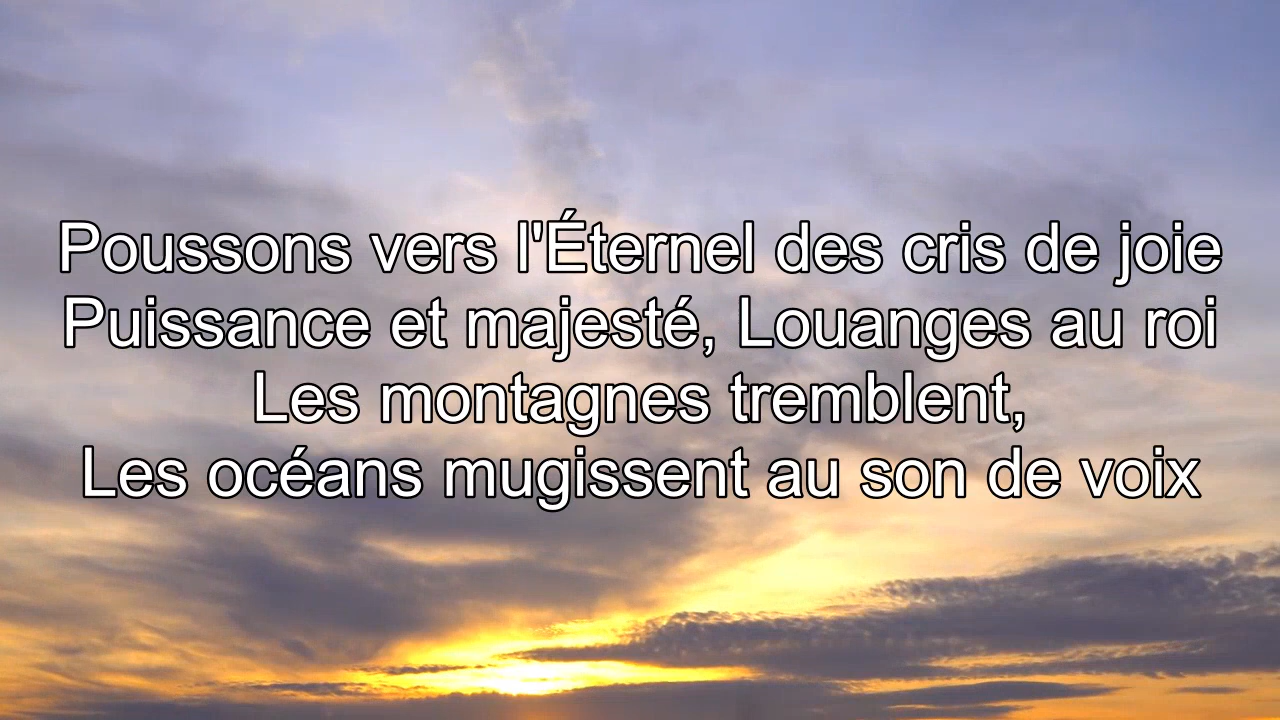 Poussons vers l'Éternel des cris de joie
Puissance et majesté, Louanges au roi
Les montagnes tremblent,
Les océans mugissent au son de voix